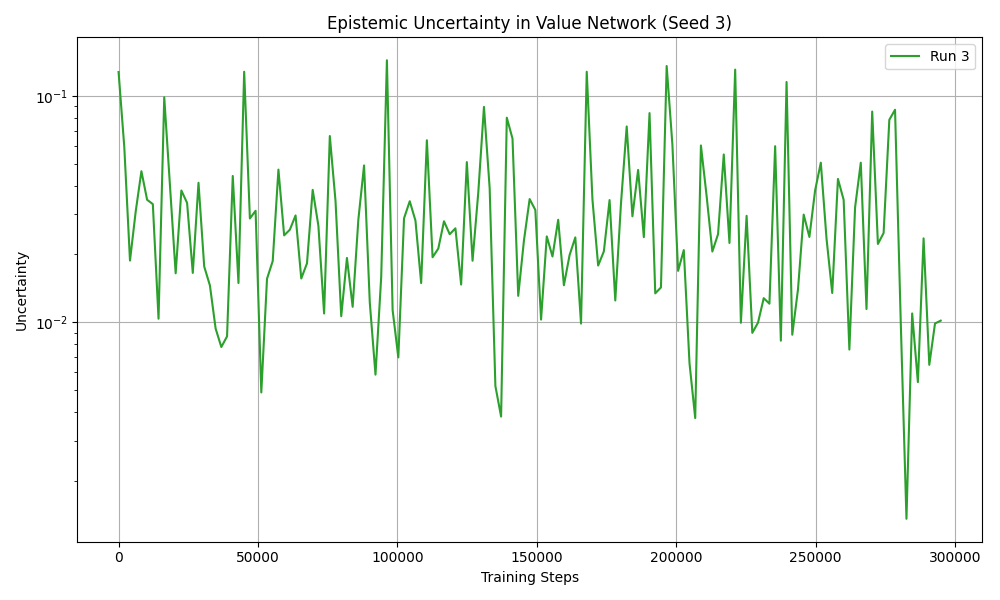 Epistemic Uncertainty in Value Network (Seed 3)
Run 3
10⁻¹
10⁻²
Uncertainty
0 50000 100000 150000 200000 250000 300000
Training Steps